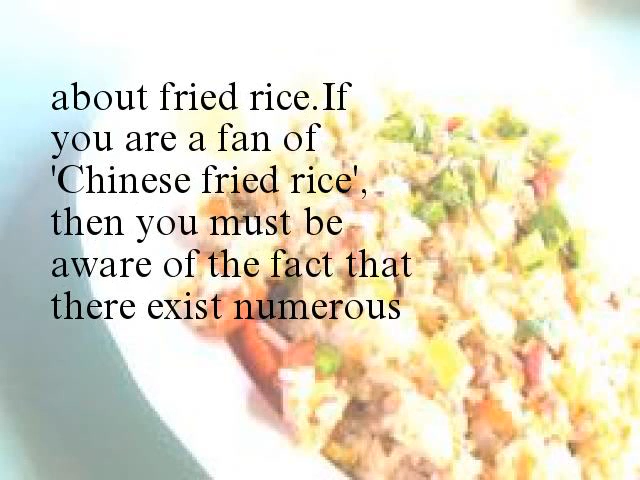 about fried rice.If
you are a fan of
'Chinese fried rice',
then you must be
aware of the fact that
there exist numerous